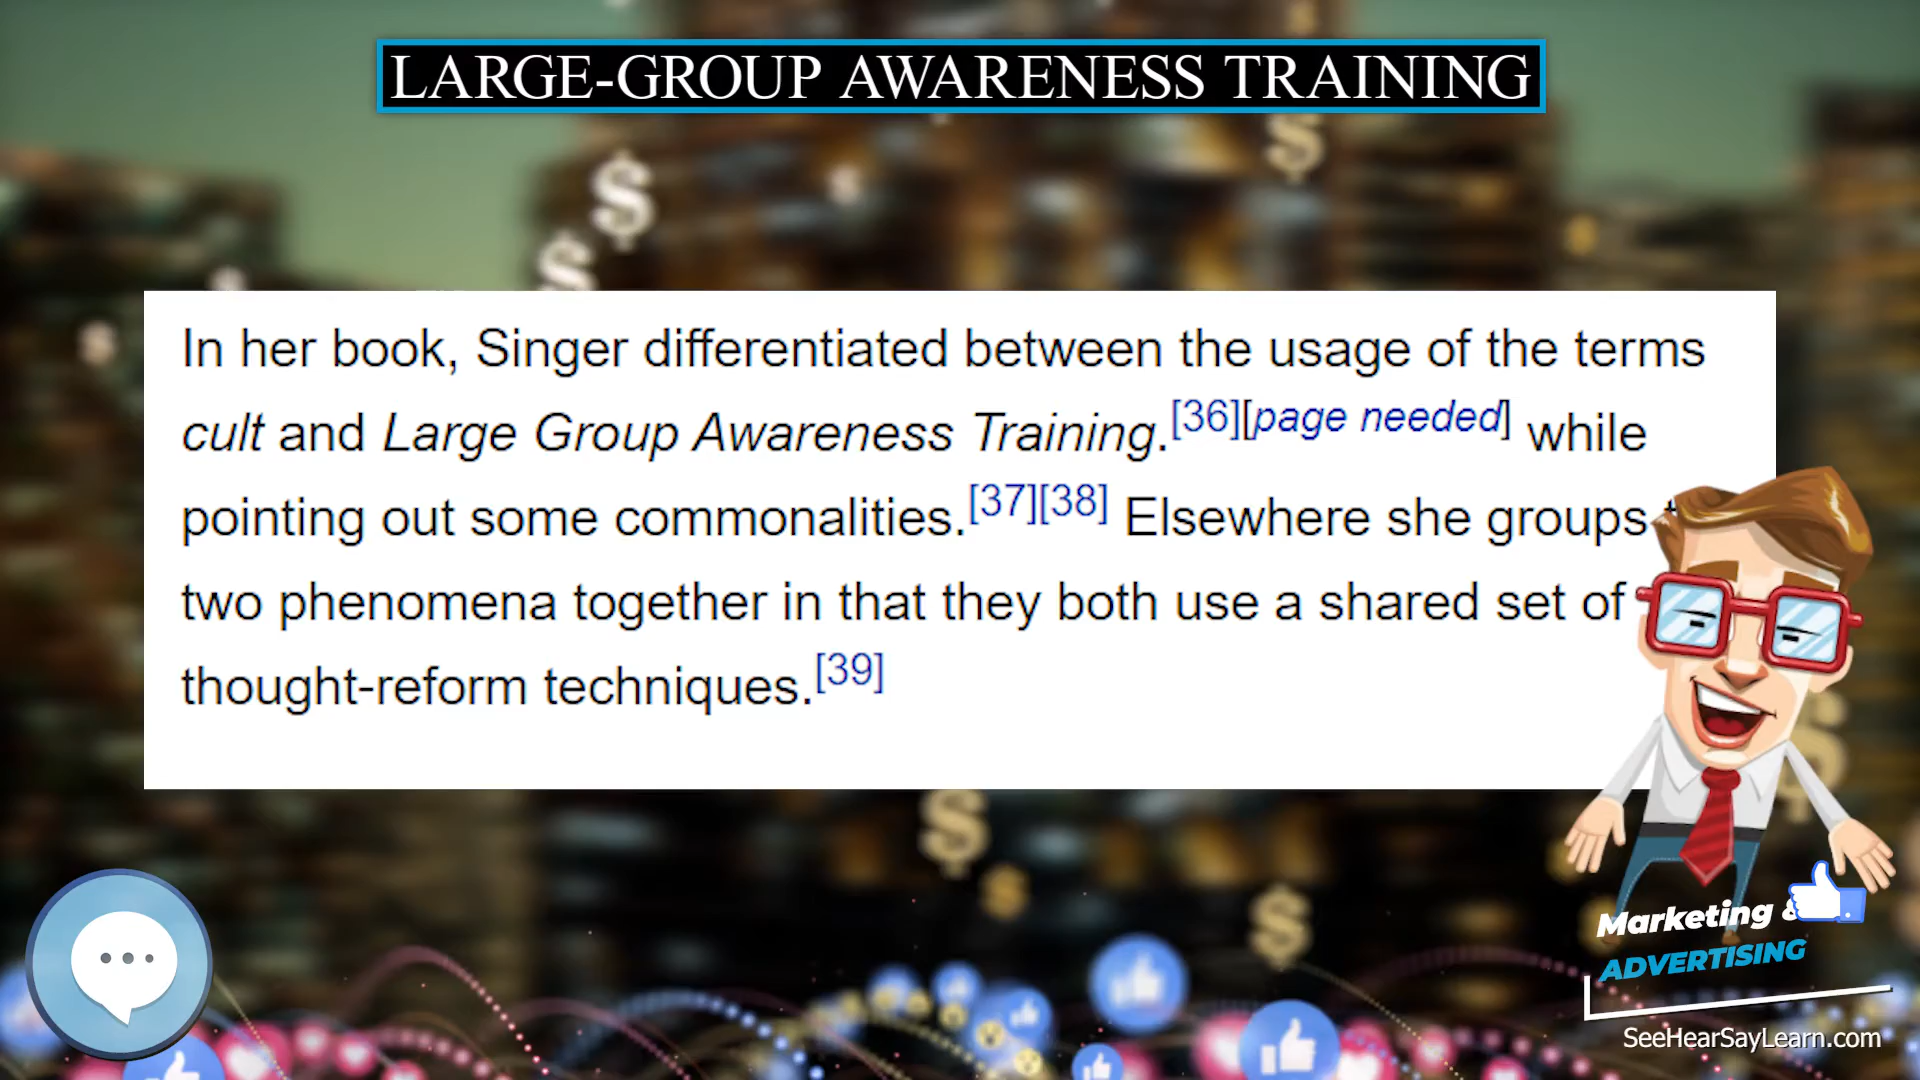 LARGE-GROUP AWARENESS TRAINING
In her book, Singer differentiated between the usage of the terms
cult and Large Group Awareness Training.[36][page needed] while
pointing out some commonalities.[37][38] Elsewhere she groups
two phenomena together in that they both use a shared set of
thought-reform techniques.[39]
Marketing &
ADVERTISING
SeeHearSayLearn.com